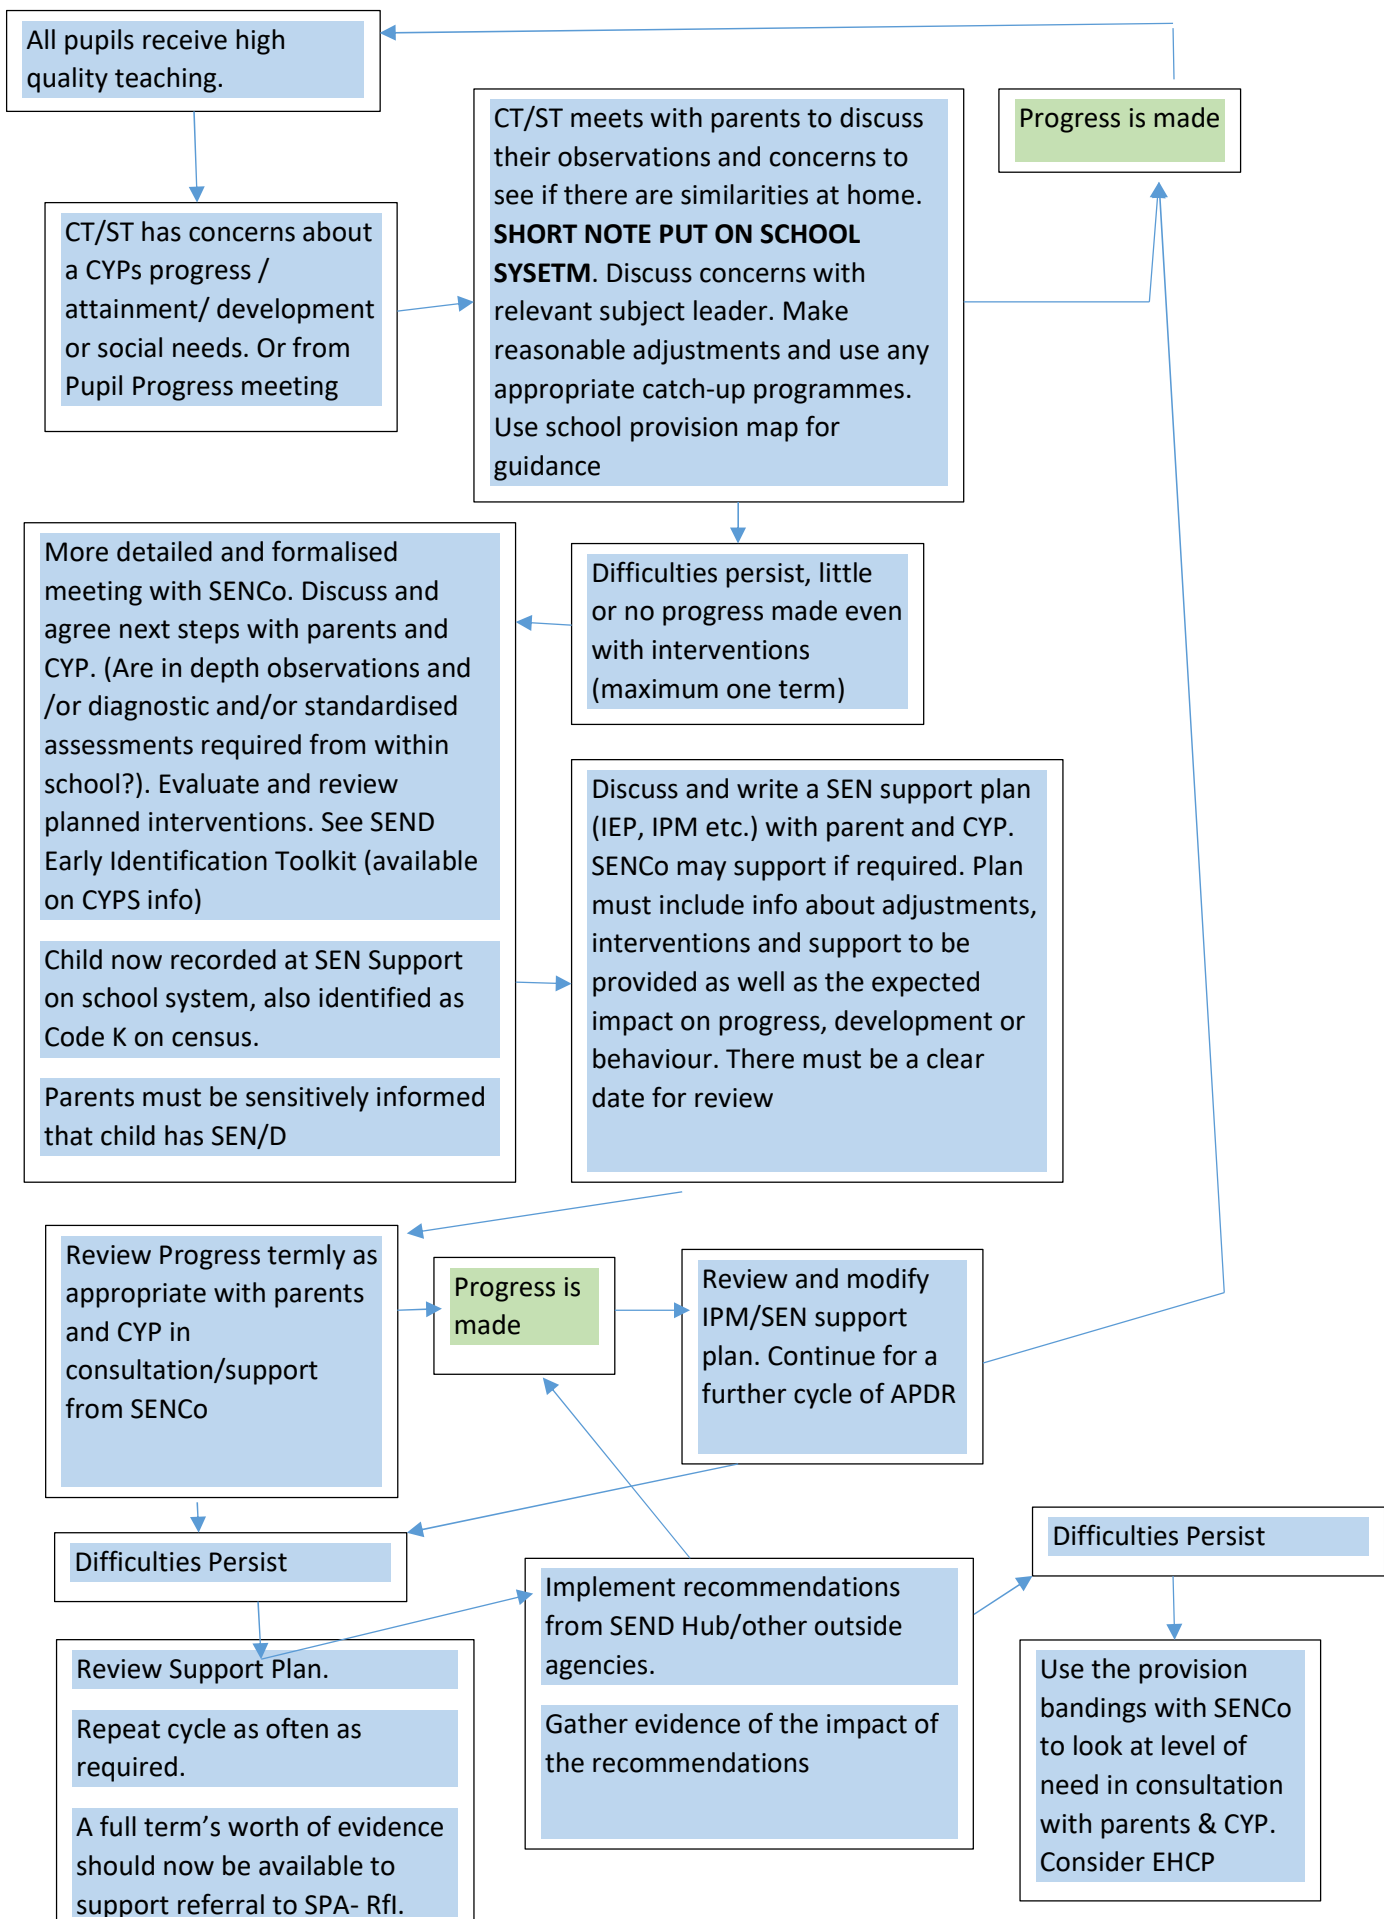 All pupils receive high
quality teaching.
Progress is made
CT/ST meets with parents to discuss
their observations and concerns to
see if there are similarities at home.
SHORT NOTE PUT ON SCHOOL
SYSETM. Discuss concerns with
relevant subject leader. Make
reasonable adjustments and use any
appropriate catch-up programmes.
Use school provision map for
guidance
CT/ST has concerns about
a CYPs progress /
attainment/ development
or social needs. Or from
Pupil Progress meeting
Difficulties persist, little
or no progress made even
with interventions
(maximum one term)
More detailed and formalised
meeting with SENCo. Discuss and
agree next steps with parents and
CYP. (Are in depth observations and
/or diagnostic and/or standardised
assessments required from within
school?). Evaluate and review
planned interventions. See SEND
Early Identification Toolkit (available
on CYPS info)
Child now recorded at SEN Support
on school system, also identified as
Code K on census.
Parents must be sensitively informed
that child has SEN/D
Discuss and write a SEN support plan
(IEP, IPM etc.) with parent and CYP.
SENCo may support if required. Plan
must include info about adjustments,
interventions and support to be
provided as well as the expected
impact on progress, development or
behaviour. There must be a clear
date for review
Review Progress termly as
appropriate with parents
and CYP in
consultation/support
from SENCo
Progress is
made
Review and modify
IPM/SEN support
plan. Continue for a
further cycle of APDR
Difficulties Persist
Review Support Plan.
Repeat cycle as often as
required.
A full term’s worth of evidence
should now be available to
support referral to SPA- RfI.
Implement recommendations
from SEND Hub/other outside
agencies.
Gather evidence of the impact of
the recommendations
Difficulties Persist
Use the provision
bandings with SENCo
to look at level of
need in consultation
with parents & CYP.
Consider EHCP